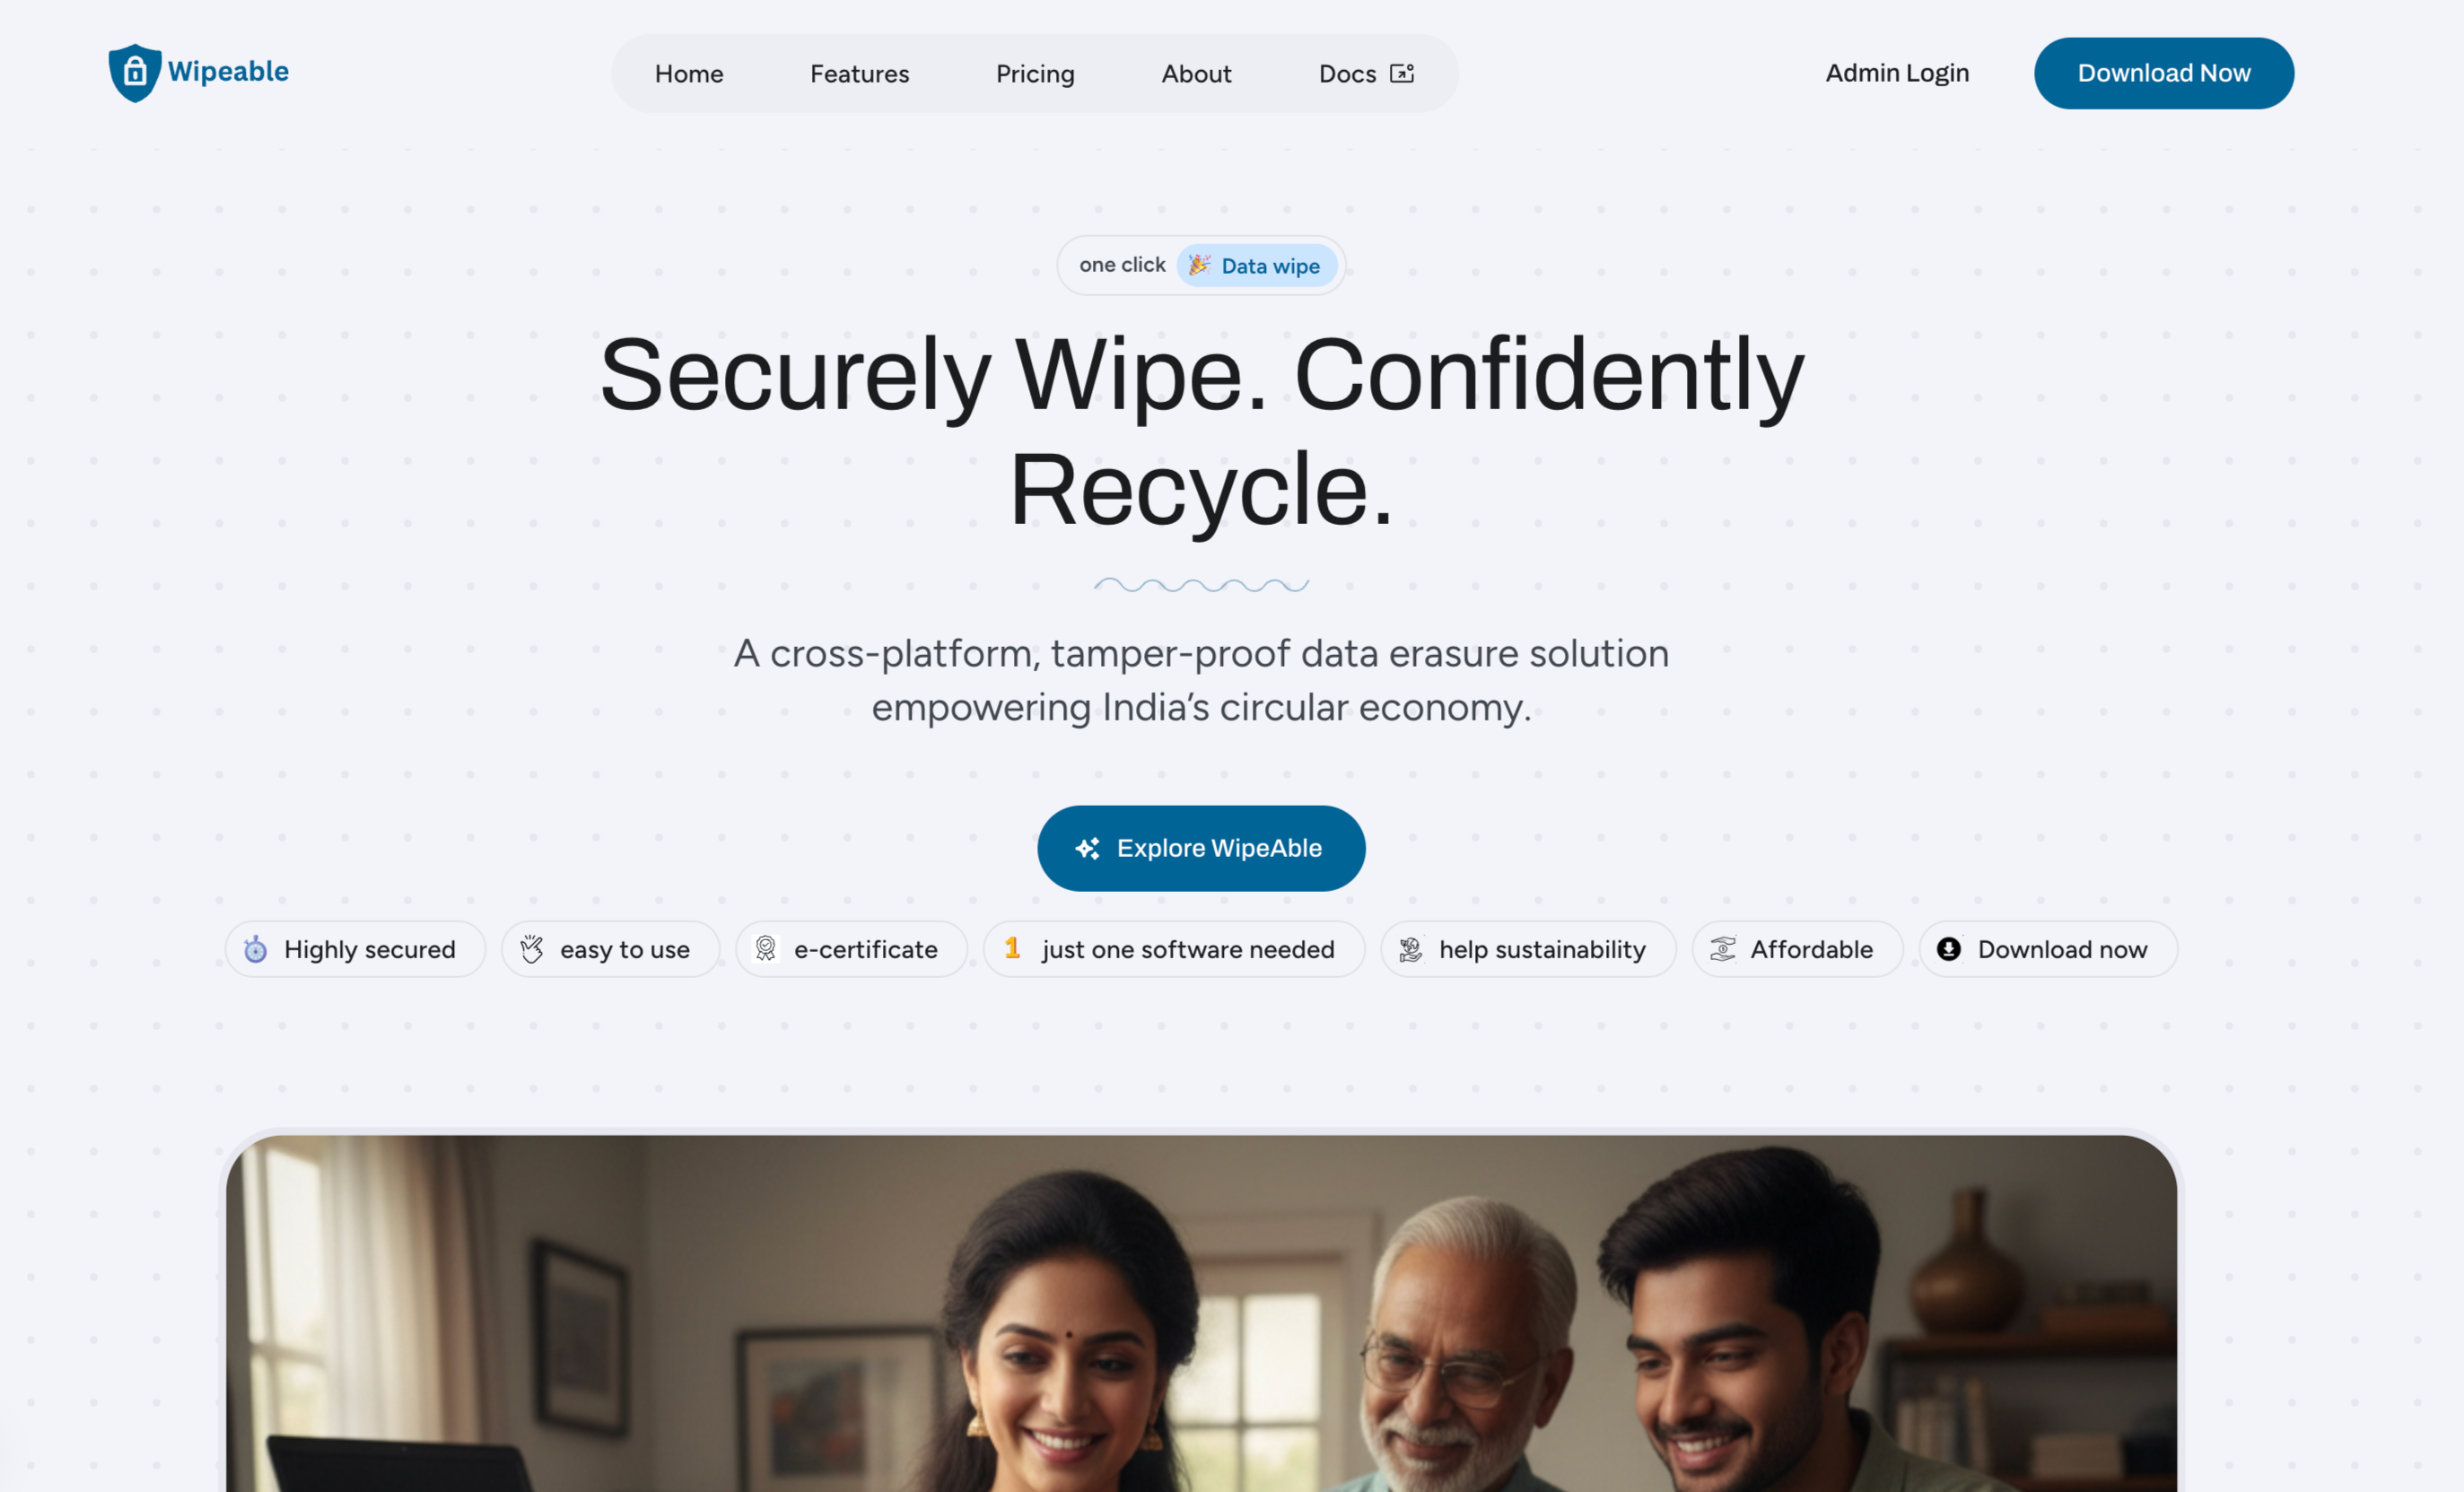 Wipeable
Home Features Pricing About Docs
Admin Login
Download Now
one click Data wipe
Securely Wipe. Confidently
Recycle.
A cross-platform, tamper-proof data erasure solution
empowering India’s circular economy.
Explore WipeAble
Highly secured easy to use e-certificate 1 just one software needed help sustainability Affordable Download now